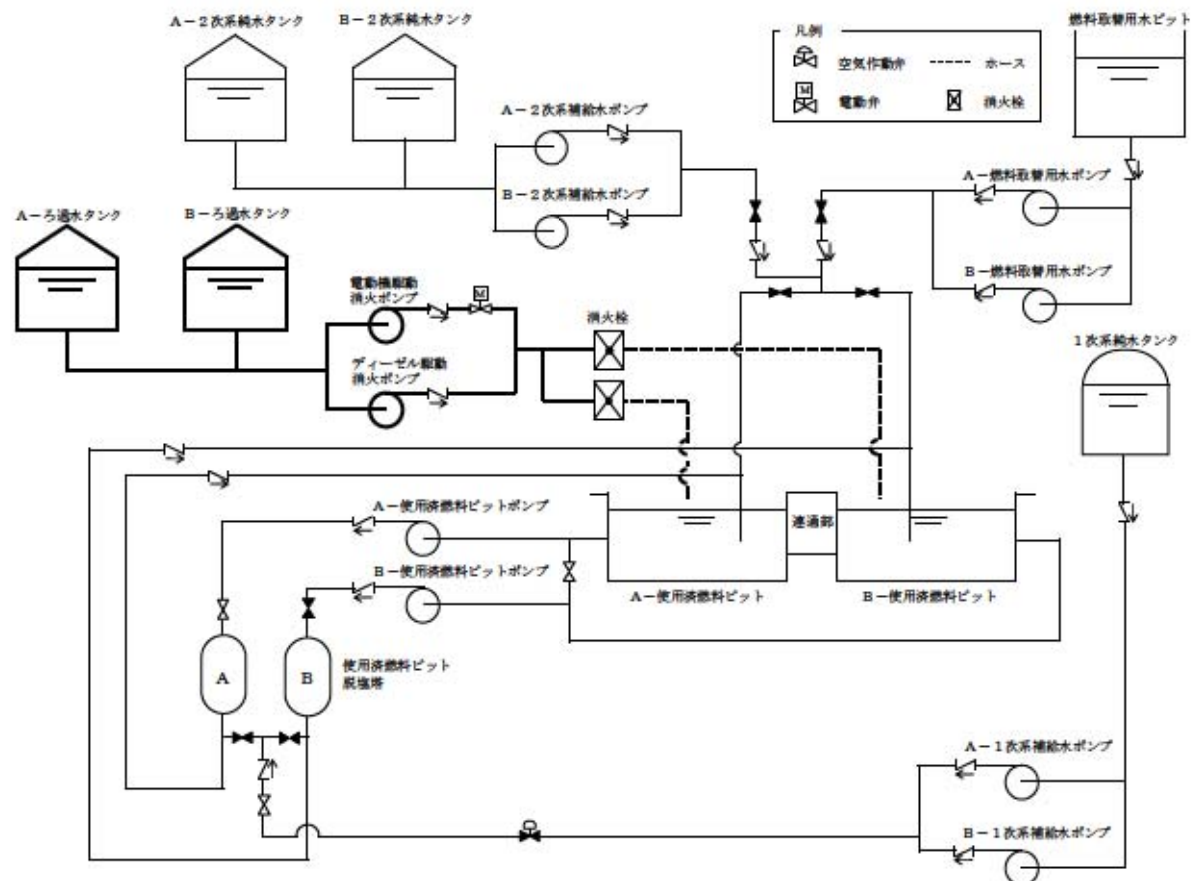 A－2次系純水タンク
B－2次系純水タンク
凡例
空気作動弁
ホース
M
電動弁
消火栓
燃料取替用水ピット
A－2次系補給水ポンプ
B－2次系補給水ポンプ
A－燃料取替用水ポンプ
B－燃料取替用水ポンプ
A－ろ過水タンク
B－ろ過水タンク
電動機駆動
消火ポンプ
M
ディーゼル駆動
消火ポンプ
消火栓
1次系純水タンク
A－使用済燃料ピットポンプ
B－使用済燃料ピットポンプ
連通部
A－使用済燃料ピット
B－使用済燃料ピット
A
B
使用済燃料ピット
脱塩塔
A－1次系補給水ポンプ
B－1次系補給水ポンプ